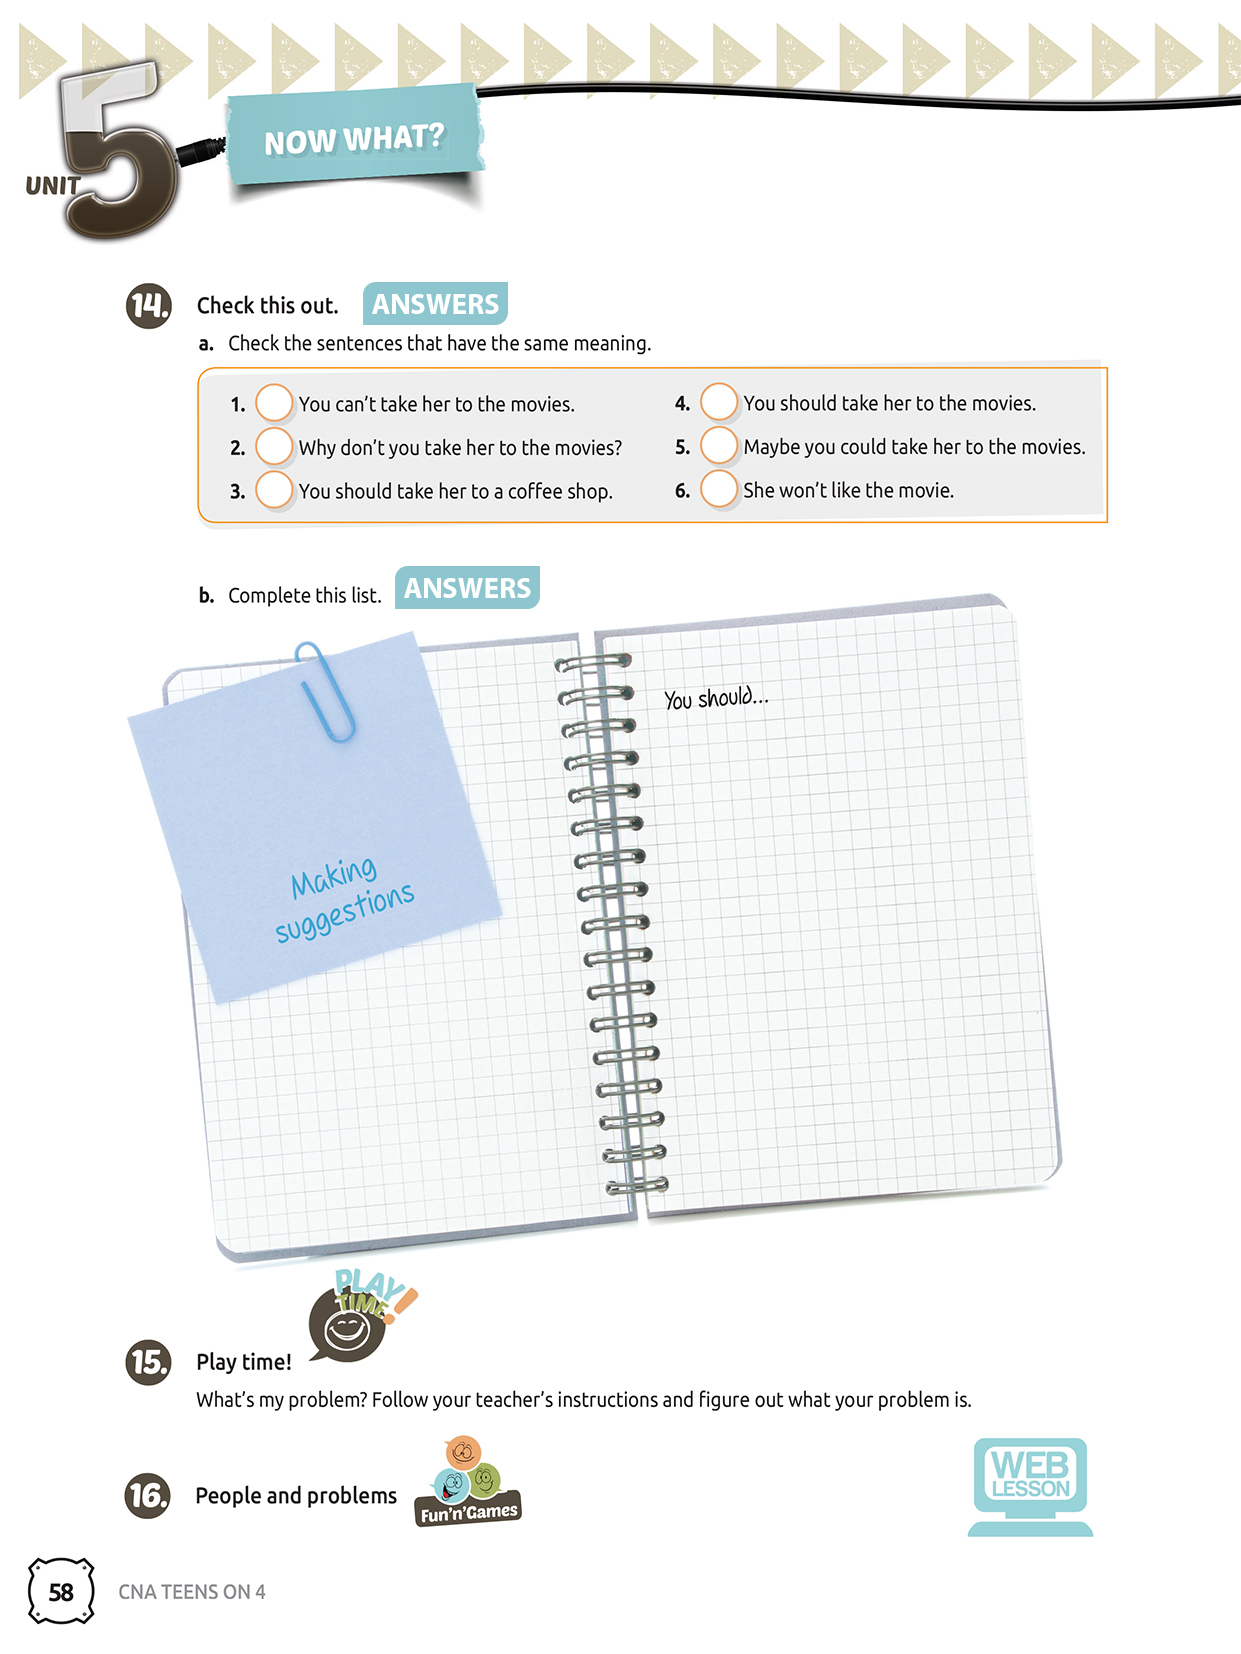 UNIT 5
NOW WHAT?
14. Check this out. ANSWERS
a. Check the sentences that have the same meaning.
1. You can't take her to the movies.
2. Why don't you take her to the movies?
3. You should take her to a coffee shop.
4. You should take her to the movies.
5. Maybe you could take her to the movies.
6. She won't like the movie.
b. Complete this list. ANSWERS
Making
suggestions
You should...
PLAY
TIME!
15. Play time!
What's my problem? Follow your teacher's instructions and figure out what your problem is.
16. People and problems
Fun'n'Games
WEB
LESSON
58
CNA TEENS ON 4